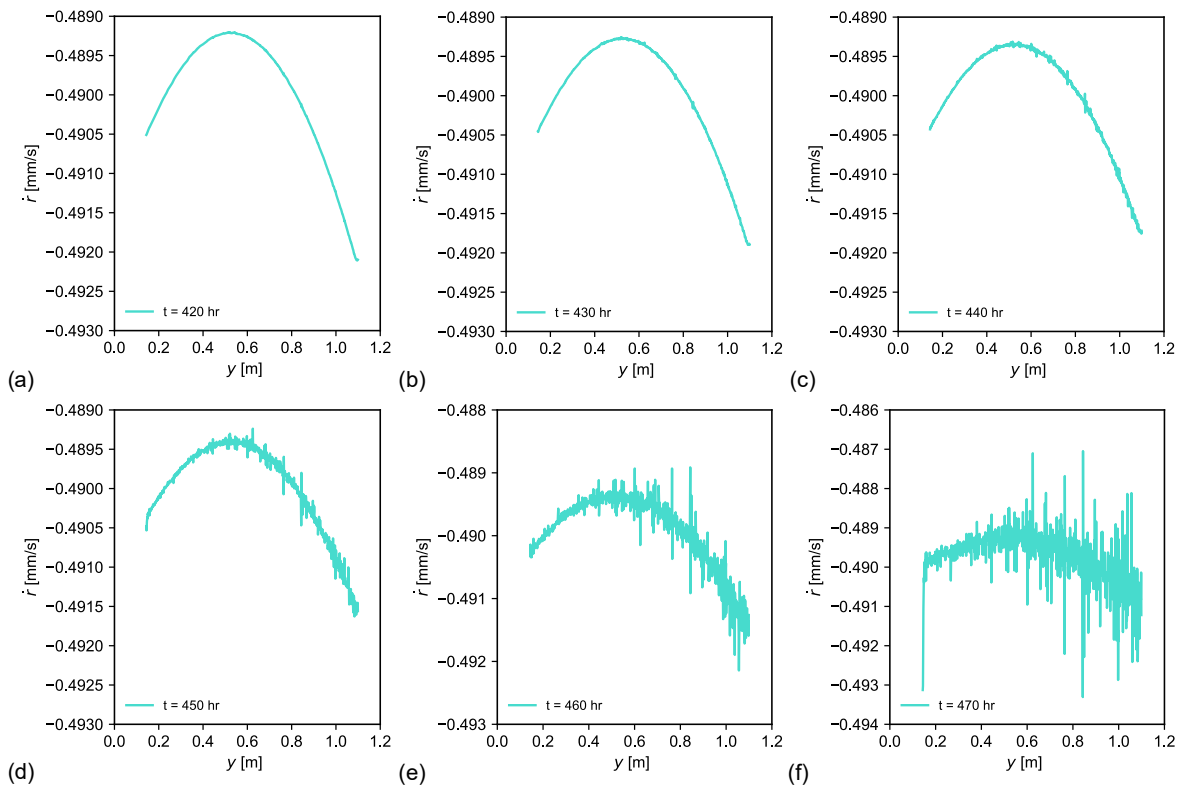 −0.4890
−0.4895
−0.4900
−0.4905
−0.4910
−0.4915
−0.4920
−0.4925
−0.4930
ṙ [mm/s]
t = 420 hr
0.0 0.2 0.4 0.6 0.8 1.0 1.2
y [m]
(a)
−0.4890
−0.4895
−0.4900
−0.4905
−0.4910
−0.4915
−0.4920
−0.4925
−0.4930
ṙ [mm/s]
t = 430 hr
0.0 0.2 0.4 0.6 0.8 1.0 1.2
y [m]
(b)
−0.4890
−0.4895
−0.4900
−0.4905
−0.4910
−0.4915
−0.4920
−0.4925
−0.4930
ṙ [mm/s]
t = 440 hr
0.0 0.2 0.4 0.6 0.8 1.0 1.2
y [m]
(c)
−0.4890
−0.4895
−0.4900
−0.4905
−0.4910
−0.4915
−0.4920
−0.4925
−0.4930
ṙ [mm/s]
t = 450 hr
0.0 0.2 0.4 0.6 0.8 1.0 1.2
y [m]
(d)
−0.488
−0.489
−0.490
−0.491
−0.492
−0.493
ṙ [mm/s]
t = 460 hr
0.0 0.2 0.4 0.6 0.8 1.0 1.2
y [m]
(e)
−0.486
−0.487
−0.488
−0.489
−0.490
−0.491
−0.492
−0.493
−0.494
ṙ [mm/s]
t = 470 hr
0.0 0.2 0.4 0.6 0.8 1.0 1.2
y [m]
(f)